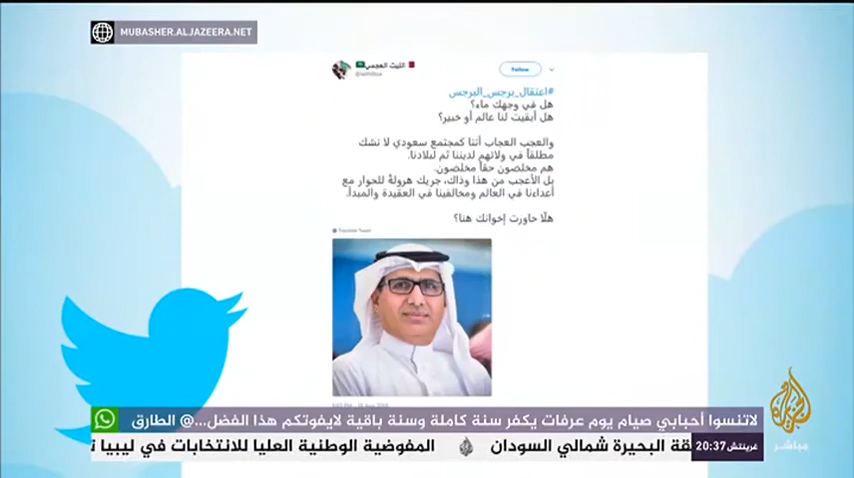 MUBASHER.ALJAZEERA.NET
الليث العجمي
Follow
#اعتقال_برجس_البرجس
هل في وجهك ماء؟
هل أبقيت لنا عالم أو خبير؟
والعجب العجاب أننا كمجتمع سعودي لا نشك
مطلقاً في ولائهم لديننا ثم لبلادنا.
هم مخلصون حقاً مخلصون.
بل الأعجب من هذا وذاك، جريك هرولةً للحوار مع
أعداءنا في العالم ومخالفينا في العقيدة والمبدأ.
هلّا حاورت إخوانك هنا؟
Translate Tweet
لاتنسوا أحبابي صيام يوم عرفات يكفر سنة كاملة وسنة باقية لايفوتكم هذا الفضل...@ الطارق
الجزيرة
مباشر
غرينتش 20:37
قة البحيرة شمالي السودان
المفوضية الوطنية العليا للانتخابات في ليبيا